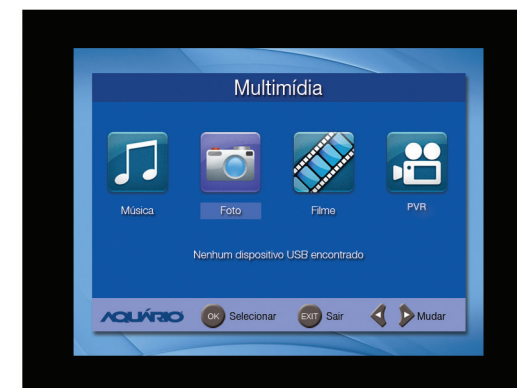 Multimídia
Música Foto Filme PVR
Nenhum dispositivo USB encontrado
AQUÁRIO OK Selecionar EXIT Sair Mudar